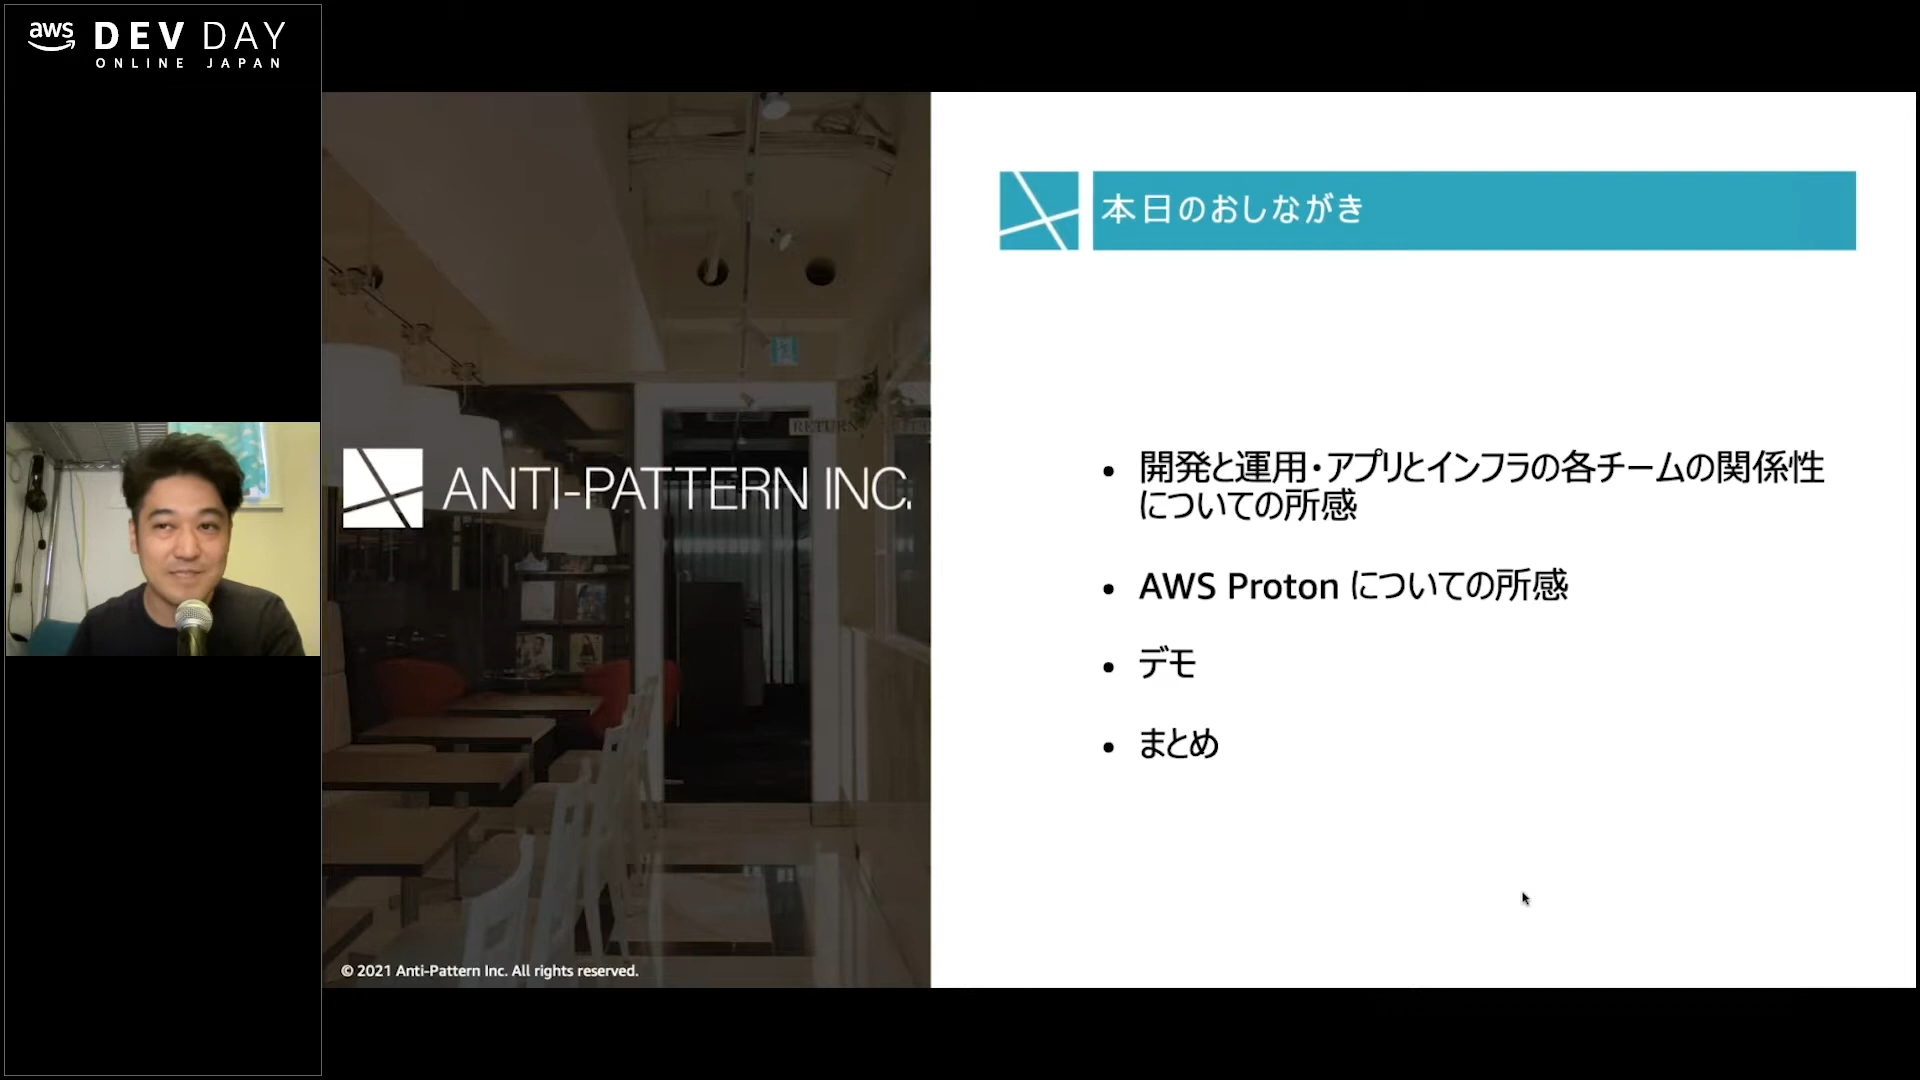 aws DEV DAY
ONLINE JAPAN
RETURN
ANTI-PATTERN INC.
© 2021 Anti-Pattern Inc. All rights reserved.
本日のおしながき
• 開発と運用・アプリとインフラの各チームの関係性
についての所感
• AWS Proton についての所感
• デモ
• まとめ